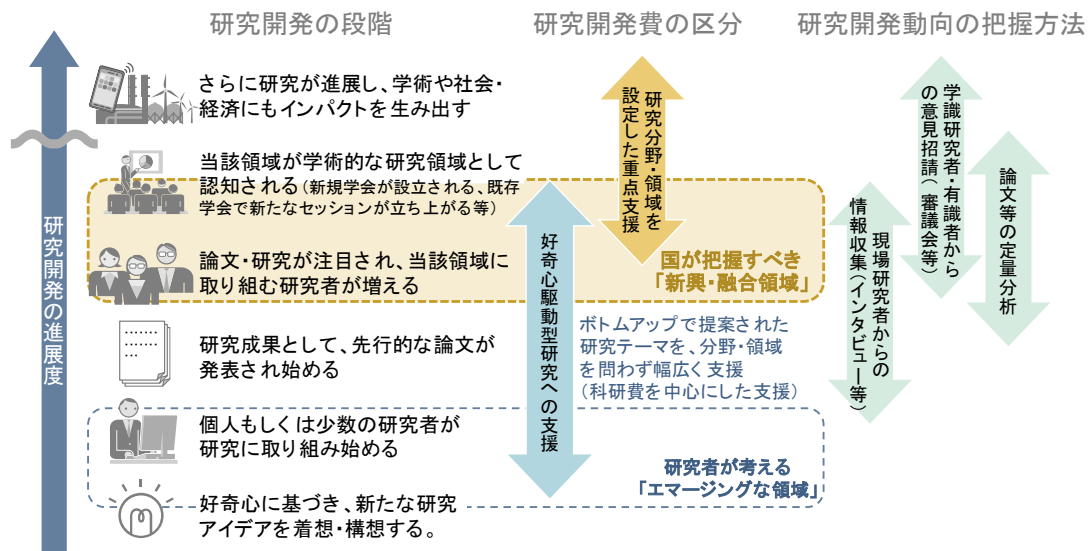 研究開発の段階
研究開発費の区分
研究開発動向の把握方法
研究開発の進展度
さらに研究が進展し、学術や社会・
経済にもインパクトを生み出す
当該領域が学術的な研究領域として
認知される(新規学会が設立される、既存
学会で新たなセッションが立ち上がる等)
論文・研究が注目され、当該領域に
取り組む研究者が増える
研究成果として、先行的な論文が
発表され始める
個人もしくは少数の研究者が
研究に取り組み始める
好奇心に基づき、新たな研究
アイデアを着想・構想する。
研究分野・領域を
設定した重点支援
好奇心駆動型研究への支援
国が把握すべき
「新興・融合領域」
ボトムアップで提案された
研究テーマを、分野・領域
を問わず幅広く支援
(科研費を中心にした支援)
研究者が考える
「エマージングな領域」
現場研究者からの
情報収集(インタビュー等)
学識研究者・有識者から
の意見招請(審議会等)
論文等の定量分析